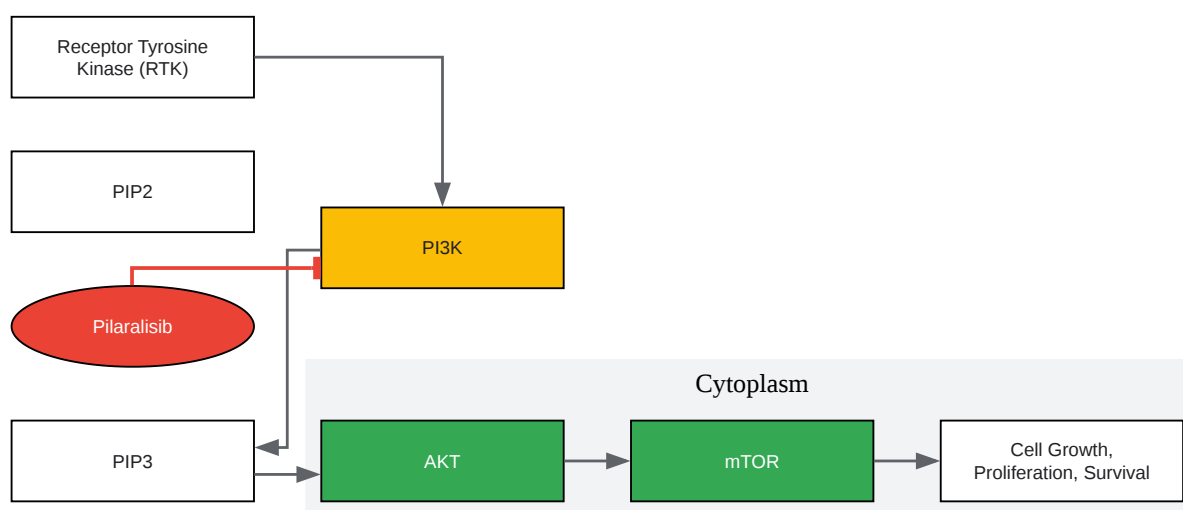 Receptor Tyrosine
Kinase (RTK)
PIP2
PI3K
Pilaralisib
Cytoplasm
PIP3
AKT
mTOR
Cell Growth,
Proliferation, Survival